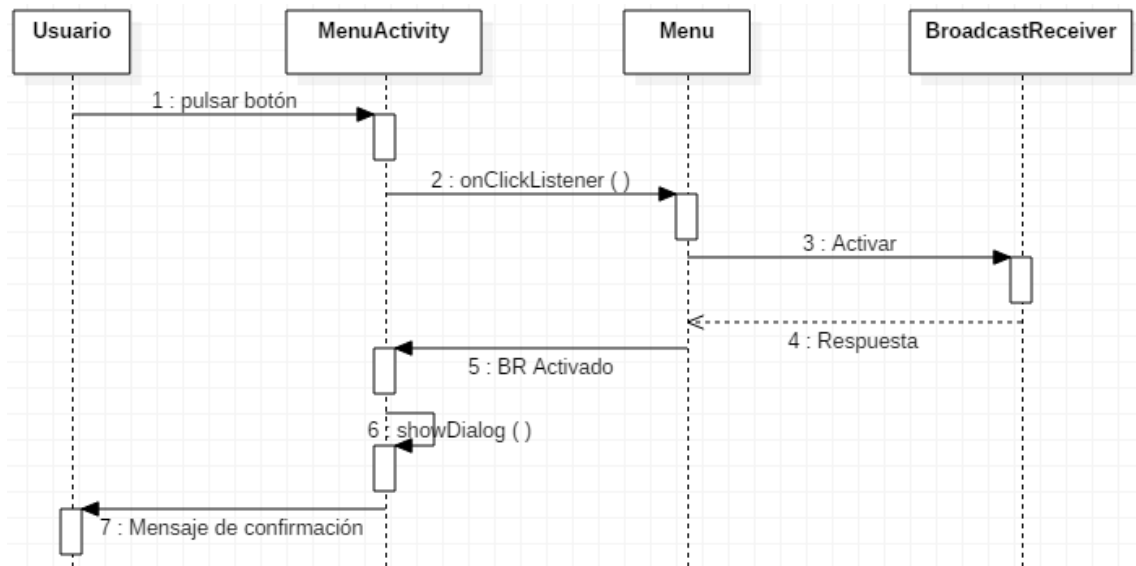 Usuario
MenuActivity
Menu
BroadcastReceiver
1 : pulsar botón
2 : onClickListener ( )
3 : Activar
4 : Respuesta
5 : BR Activado
6 : showDialog ( )
7 : Mensaje de confirmación